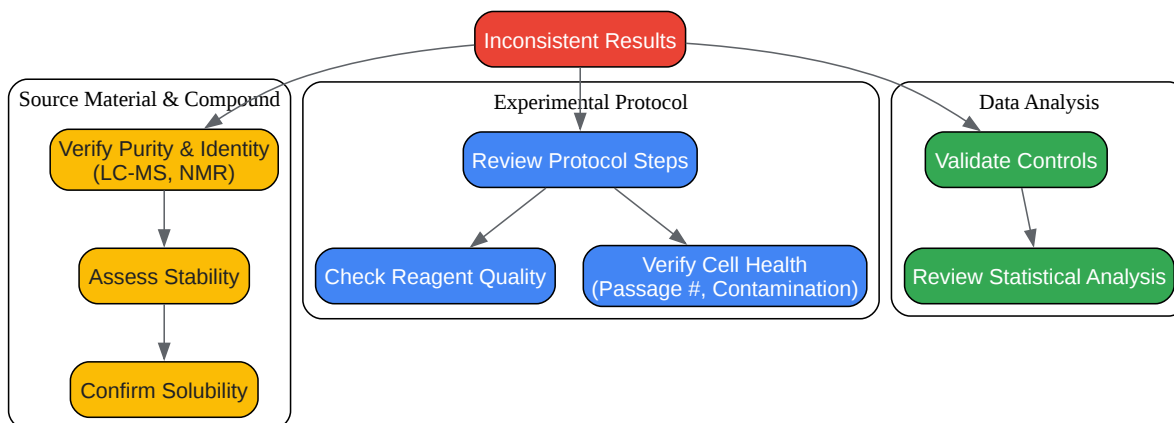 Inconsistent Results
Source Material & Compound
Verify Purity & Identity
(LC-MS, NMR)
Assess Stability
Confirm Solubility
Experimental Protocol
Review Protocol Steps
Check Reagent Quality
Verify Cell Health
(Passage #, Contamination)
Data Analysis
Validate Controls
Review Statistical Analysis